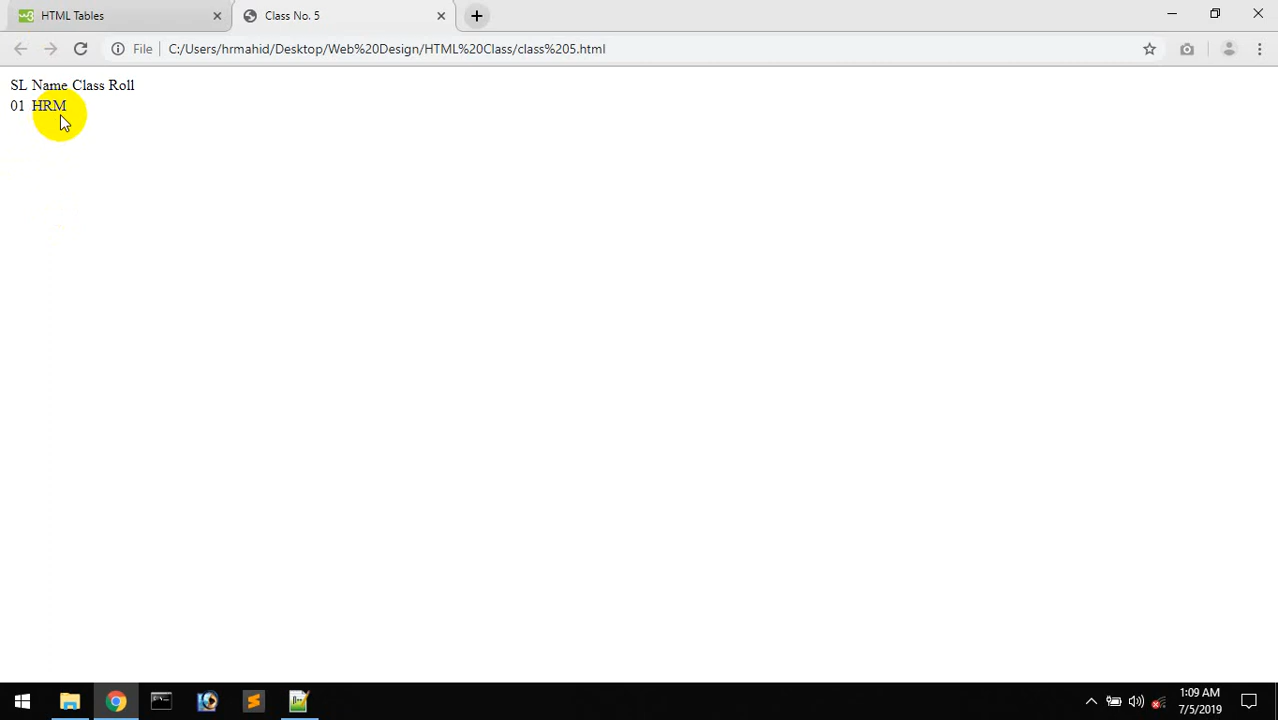 HTML Tables
Class No. 5
File
C:/Users/hrmahid/Desktop/Web%20Design/HTML%20Class/class%205.html
SL Name Class Roll
01 HRM
1:09 AM
7/5/2019